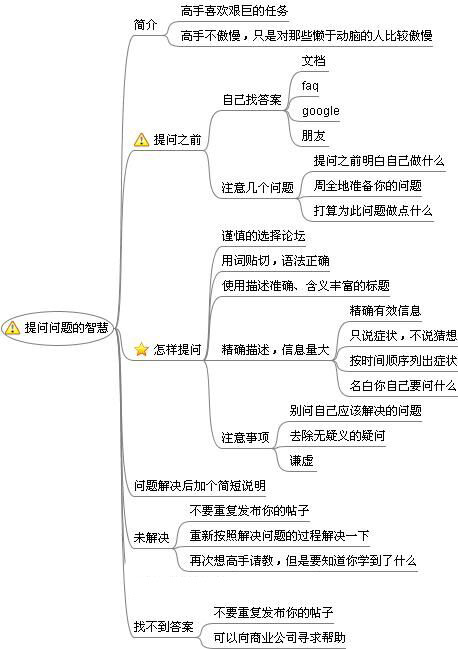 提问问题的智慧
简介
高手喜欢艰巨的任务
高手不傲慢，只是对那些懒于动脑的人比较傲慢
提问之前
自己找答案
文档
faq
google
朋友
注意几个问题
提问之前明白自己做什么
周全地准备你的问题
打算为此问题做点什么
怎样提问
谨慎的选择论坛
用词贴切，语法正确
使用描述准确、含义丰富的标题
精确描述，信息量大
精确有效信息
只说症状，不说猜想
按时间顺序列出症状
名白你自己要问什么
注意事项
别问自己应该解决的问题
去除无疑义的疑问
谦虚
问题解决后加个简短说明
未解决
不要重复发布你的帖子
重新按照解决问题的过程解决一下
再次想高手请教，但是要知道你学到了什么
找不到答案
不要重复发布你的帖子
可以向商业公司寻求帮助